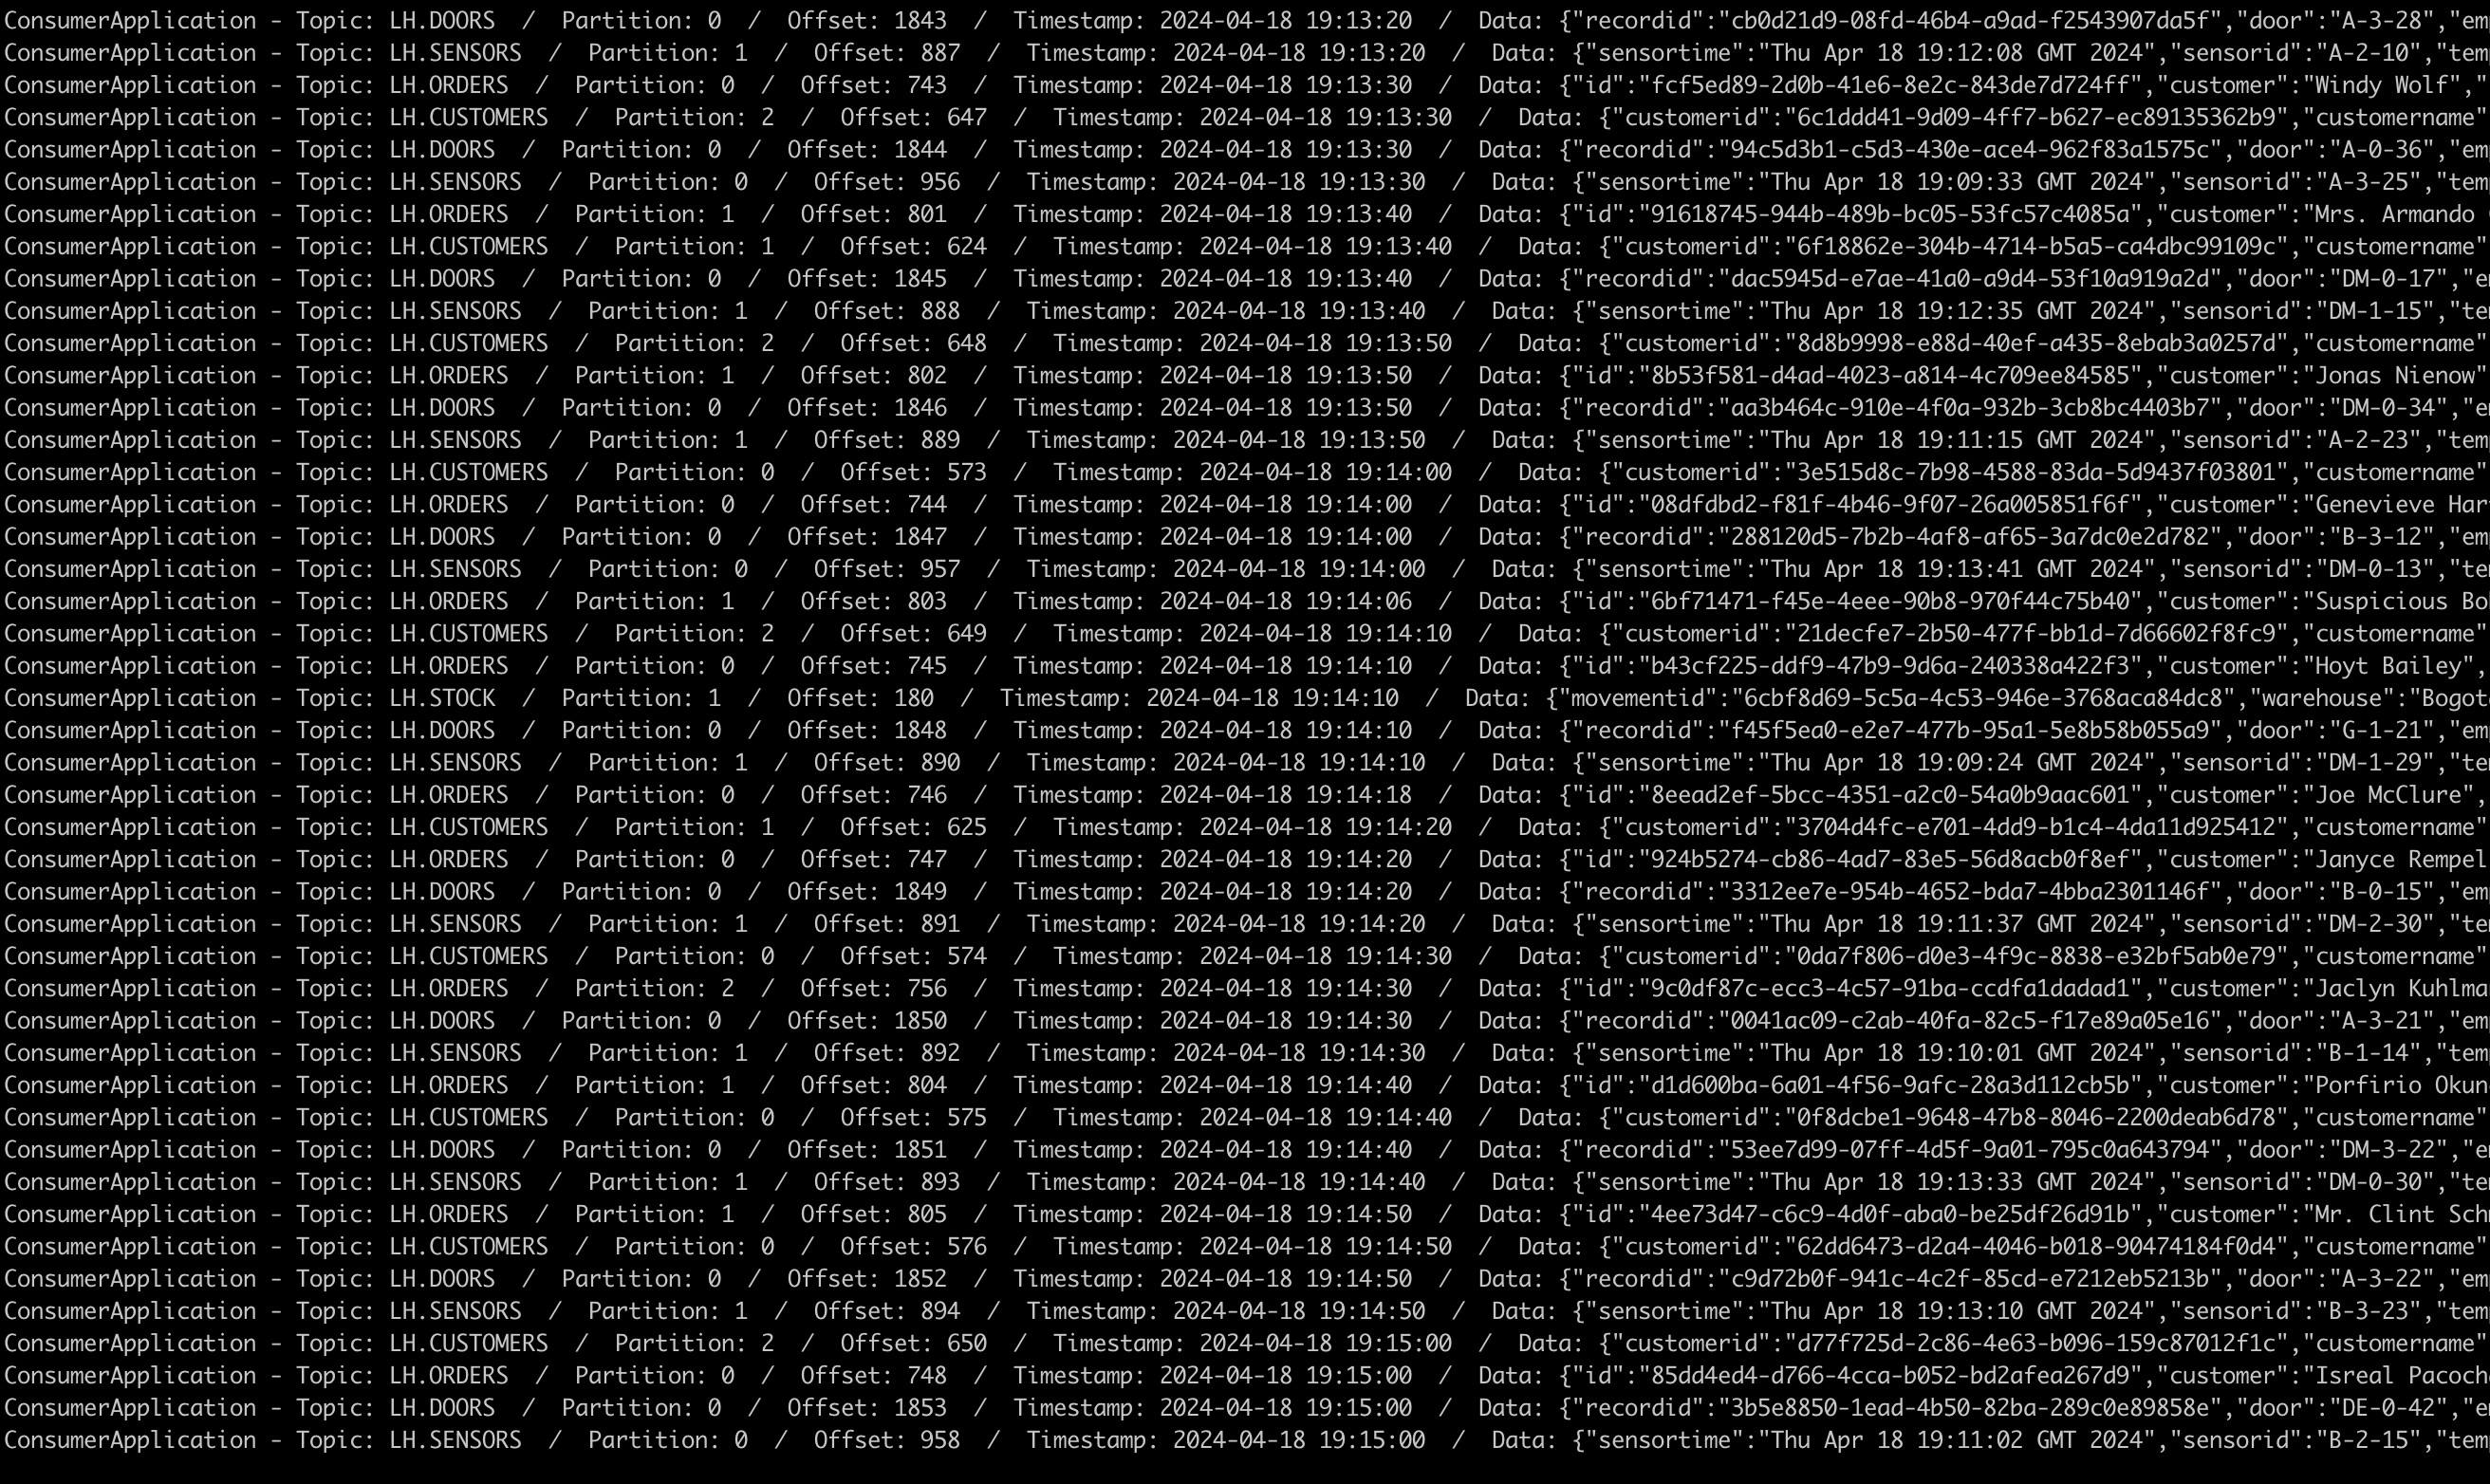 ConsumerApplication - Topic: LH.DOORS  /  Partition: 0  /  Offset: 1843  /  Timestamp: 2024-04-18 19:13:20  /  Data: {"recordid":"cb0d21d9-08fd-46b4-a9ad-f2543907da5f","door":"A-3-28","em
ConsumerApplication - Topic: LH.SENSORS  /  Partition: 1  /  Offset: 887  /  Timestamp: 2024-04-18 19:13:20  /  Data: {"sensortime":"Thu Apr 18 19:12:08 GMT 2024","sensorid":"A-2-10","tem
ConsumerApplication - Topic: LH.ORDERS  /  Partition: 0  /  Offset: 743  /  Timestamp: 2024-04-18 19:13:30  /  Data: {"id":"fcf5ed89-2d0b-41e6-8e2c-843de7d724ff","customer":"Windy Wolf","
ConsumerApplication - Topic: LH.CUSTOMERS  /  Partition: 2  /  Offset: 647  /  Timestamp: 2024-04-18 19:13:30  /  Data: {"customerid":"6c1ddd41-9d09-4ff7-b627-ec89135362b9","customername"
ConsumerApplication - Topic: LH.DOORS  /  Partition: 0  /  Offset: 1844  /  Timestamp: 2024-04-18 19:13:30  /  Data: {"recordid":"94c5d3b1-c5d3-430e-ace4-962f83a1575c","door":"A-0-36","em
ConsumerApplication - Topic: LH.SENSORS  /  Partition: 0  /  Offset: 956  /  Timestamp: 2024-04-18 19:13:30  /  Data: {"sensortime":"Thu Apr 18 19:09:33 GMT 2024","sensorid":"A-3-25","tem
ConsumerApplication - Topic: LH.ORDERS  /  Partition: 1  /  Offset: 801  /  Timestamp: 2024-04-18 19:13:40  /  Data: {"id":"91618745-944b-489b-bc05-53fc57c4085a","customer":"Mrs. Armando
ConsumerApplication - Topic: LH.CUSTOMERS  /  Partition: 1  /  Offset: 624  /  Timestamp: 2024-04-18 19:13:40  /  Data: {"customerid":"6f18862e-304b-4714-b5a5-ca4dbc99109c","customername"
ConsumerApplication - Topic: LH.DOORS  /  Partition: 0  /  Offset: 1845  /  Timestamp: 2024-04-18 19:13:40  /  Data: {"recordid":"dac5945d-e7ae-41a0-a9d4-53f10a919a2d","door":"DM-0-17","e
ConsumerApplication - Topic: LH.SENSORS  /  Partition: 1  /  Offset: 888  /  Timestamp: 2024-04-18 19:13:40  /  Data: {"sensortime":"Thu Apr 18 19:12:35 GMT 2024","sensorid":"DM-1-15","te
ConsumerApplication - Topic: LH.CUSTOMERS  /  Partition: 2  /  Offset: 648  /  Timestamp: 2024-04-18 19:13:50  /  Data: {"customerid":"8d8b9998-e88d-40ef-a435-8ebab3a0257d","customername"
ConsumerApplication - Topic: LH.ORDERS  /  Partition: 1  /  Offset: 802  /  Timestamp: 2024-04-18 19:13:50  /  Data: {"id":"8b53f581-d4ad-4023-a814-4c709ee84585","customer":"Jonas Nienow"
ConsumerApplication - Topic: LH.DOORS  /  Partition: 0  /  Offset: 1846  /  Timestamp: 2024-04-18 19:13:50  /  Data: {"recordid":"aa3b464c-910e-4f0a-932b-3cb8bc4403b7","door":"DM-0-34","e
ConsumerApplication - Topic: LH.SENSORS  /  Partition: 1  /  Offset: 889  /  Timestamp: 2024-04-18 19:13:50  /  Data: {"sensortime":"Thu Apr 18 19:11:15 GMT 2024","sensorid":"A-2-23","tem
ConsumerApplication - Topic: LH.CUSTOMERS  /  Partition: 0  /  Offset: 573  /  Timestamp: 2024-04-18 19:14:00  /  Data: {"customerid":"3e515d8c-7b98-4588-83da-5d9437f03801","customername"
ConsumerApplication - Topic: LH.ORDERS  /  Partition: 0  /  Offset: 744  /  Timestamp: 2024-04-18 19:14:00  /  Data: {"id":"08dfdbd2-f81f-4b46-9f07-26a005851f6f","customer":"Genevieve Har
ConsumerApplication - Topic: LH.DOORS  /  Partition: 0  /  Offset: 1847  /  Timestamp: 2024-04-18 19:14:00  /  Data: {"recordid":"288120d5-7b2b-4af8-af65-3a7dc0e2d782","door":"B-3-12","em
ConsumerApplication - Topic: LH.SENSORS  /  Partition: 0  /  Offset: 957  /  Timestamp: 2024-04-18 19:14:00  /  Data: {"sensortime":"Thu Apr 18 19:13:41 GMT 2024","sensorid":"DM-0-13","te
ConsumerApplication - Topic: LH.ORDERS  /  Partition: 1  /  Offset: 803  /  Timestamp: 2024-04-18 19:14:06  /  Data: {"id":"6bf71471-f45e-4eee-90b8-970f44c75b40","customer":"Suspicious Bo
ConsumerApplication - Topic: LH.CUSTOMERS  /  Partition: 2  /  Offset: 649  /  Timestamp: 2024-04-18 19:14:10  /  Data: {"customerid":"21decfe7-2b50-477f-bb1d-7d66602f8fc9","customername"
ConsumerApplication - Topic: LH.ORDERS  /  Partition: 0  /  Offset: 745  /  Timestamp: 2024-04-18 19:14:10  /  Data: {"id":"b43cf225-ddf9-47b9-9d6a-240338a422f3","customer":"Hoyt Bailey",
ConsumerApplication - Topic: LH.STOCK  /  Partition: 1  /  Offset: 180  /  Timestamp: 2024-04-18 19:14:10  /  Data: {"movementid":"6cbf8d69-5c5a-4c53-946e-3768aca84dc8","warehouse":"Bogot
ConsumerApplication - Topic: LH.DOORS  /  Partition: 0  /  Offset: 1848  /  Timestamp: 2024-04-18 19:14:10  /  Data: {"recordid":"f45f5ea0-e2e7-477b-95a1-5e8b58b055a9","door":"G-1-21","em
ConsumerApplication - Topic: LH.SENSORS  /  Partition: 1  /  Offset: 890  /  Timestamp: 2024-04-18 19:14:10  /  Data: {"sensortime":"Thu Apr 18 19:09:24 GMT 2024","sensorid":"DM-1-29","te
ConsumerApplication - Topic: LH.ORDERS  /  Partition: 0  /  Offset: 746  /  Timestamp: 2024-04-18 19:14:18  /  Data: {"id":"8eead2ef-5bcc-4351-a2c0-54a0b9aac601","customer":"Joe McClure",
ConsumerApplication - Topic: LH.CUSTOMERS  /  Partition: 1  /  Offset: 625  /  Timestamp: 2024-04-18 19:14:20  /  Data: {"customerid":"3704d4fc-e701-4dd9-b1c4-4da11d925412","customername"
ConsumerApplication - Topic: LH.ORDERS  /  Partition: 0  /  Offset: 747  /  Timestamp: 2024-04-18 19:14:20  /  Data: {"id":"924b5274-cb86-4ad7-83e5-56d8acb0f8ef","customer":"Janyce Rempel
ConsumerApplication - Topic: LH.DOORS  /  Partition: 0  /  Offset: 1849  /  Timestamp: 2024-04-18 19:14:20  /  Data: {"recordid":"3312ee7e-954b-4652-bda7-4bba2301146f","door":"B-0-15","em
ConsumerApplication - Topic: LH.SENSORS  /  Partition: 1  /  Offset: 891  /  Timestamp: 2024-04-18 19:14:20  /  Data: {"sensortime":"Thu Apr 18 19:11:37 GMT 2024","sensorid":"DM-2-30","te
ConsumerApplication - Topic: LH.CUSTOMERS  /  Partition: 0  /  Offset: 574  /  Timestamp: 2024-04-18 19:14:30  /  Data: {"customerid":"0da7f806-d0e3-4f9c-8838-e32bf5ab0e79","customername"
ConsumerApplication - Topic: LH.ORDERS  /  Partition: 2  /  Offset: 756  /  Timestamp: 2024-04-18 19:14:30  /  Data: {"id":"9c0df87c-ecc3-4c57-91ba-ccdfa1dadad1","customer":"Jaclyn Kuhlma
ConsumerApplication - Topic: LH.DOORS  /  Partition: 0  /  Offset: 1850  /  Timestamp: 2024-04-18 19:14:30  /  Data: {"recordid":"0041ac09-c2ab-40fa-82c5-f17e89a05e16","door":"A-3-21","em
ConsumerApplication - Topic: LH.SENSORS  /  Partition: 1  /  Offset: 892  /  Timestamp: 2024-04-18 19:14:30  /  Data: {"sensortime":"Thu Apr 18 19:10:01 GMT 2024","sensorid":"B-1-14","tem
ConsumerApplication - Topic: LH.ORDERS  /  Partition: 1  /  Offset: 804  /  Timestamp: 2024-04-18 19:14:40  /  Data: {"id":"d1d600ba-6a01-4f56-9afc-28a3d112cb5b","customer":"Porfirio Okun
ConsumerApplication - Topic: LH.CUSTOMERS  /  Partition: 0  /  Offset: 575  /  Timestamp: 2024-04-18 19:14:40  /  Data: {"customerid":"0f8dcbe1-9648-47b8-8046-2200deab6d78","customername"
ConsumerApplication - Topic: LH.DOORS  /  Partition: 0  /  Offset: 1851  /  Timestamp: 2024-04-18 19:14:40  /  Data: {"recordid":"53ee7d99-07ff-4d5f-9a01-795c0a643794","door":"DM-3-22","e
ConsumerApplication - Topic: LH.SENSORS  /  Partition: 1  /  Offset: 893  /  Timestamp: 2024-04-18 19:14:40  /  Data: {"sensortime":"Thu Apr 18 19:13:33 GMT 2024","sensorid":"DM-0-30","te
ConsumerApplication - Topic: LH.ORDERS  /  Partition: 1  /  Offset: 805  /  Timestamp: 2024-04-18 19:14:50  /  Data: {"id":"4ee73d47-c6c9-4d0f-aba0-be25df26d91b","customer":"Mr. Clint Sch
ConsumerApplication - Topic: LH.CUSTOMERS  /  Partition: 0  /  Offset: 576  /  Timestamp: 2024-04-18 19:14:50  /  Data: {"customerid":"62dd6473-d2a4-4046-b018-90474184f0d4","customername"
ConsumerApplication - Topic: LH.DOORS  /  Partition: 0  /  Offset: 1852  /  Timestamp: 2024-04-18 19:14:50  /  Data: {"recordid":"c9d72b0f-941c-4c2f-85cd-e7212eb5213b","door":"A-3-22","em
ConsumerApplication - Topic: LH.SENSORS  /  Partition: 1  /  Offset: 894  /  Timestamp: 2024-04-18 19:14:50  /  Data: {"sensortime":"Thu Apr 18 19:13:10 GMT 2024","sensorid":"B-3-23","tem
ConsumerApplication - Topic: LH.CUSTOMERS  /  Partition: 2  /  Offset: 650  /  Timestamp: 2024-04-18 19:15:00  /  Data: {"customerid":"d77f725d-2c86-4e63-b096-159c87012f1c","customername"
ConsumerApplication - Topic: LH.ORDERS  /  Partition: 0  /  Offset: 748  /  Timestamp: 2024-04-18 19:15:00  /  Data: {"id":"85dd4ed4-d766-4cca-b052-bd2afea267d9","customer":"Isreal Pacoch
ConsumerApplication - Topic: LH.DOORS  /  Partition: 0  /  Offset: 1853  /  Timestamp: 2024-04-18 19:15:00  /  Data: {"recordid":"3b5e8850-1ead-4b50-82ba-289c0e89858e","door":"DE-0-42","e
ConsumerApplication - Topic: LH.SENSORS  /  Partition: 0  /  Offset: 958  /  Timestamp: 2024-04-18 19:15:00  /  Data: {"sensortime":"Thu Apr 18 19:11:02 GMT 2024","sensorid":"B-2-15","tem